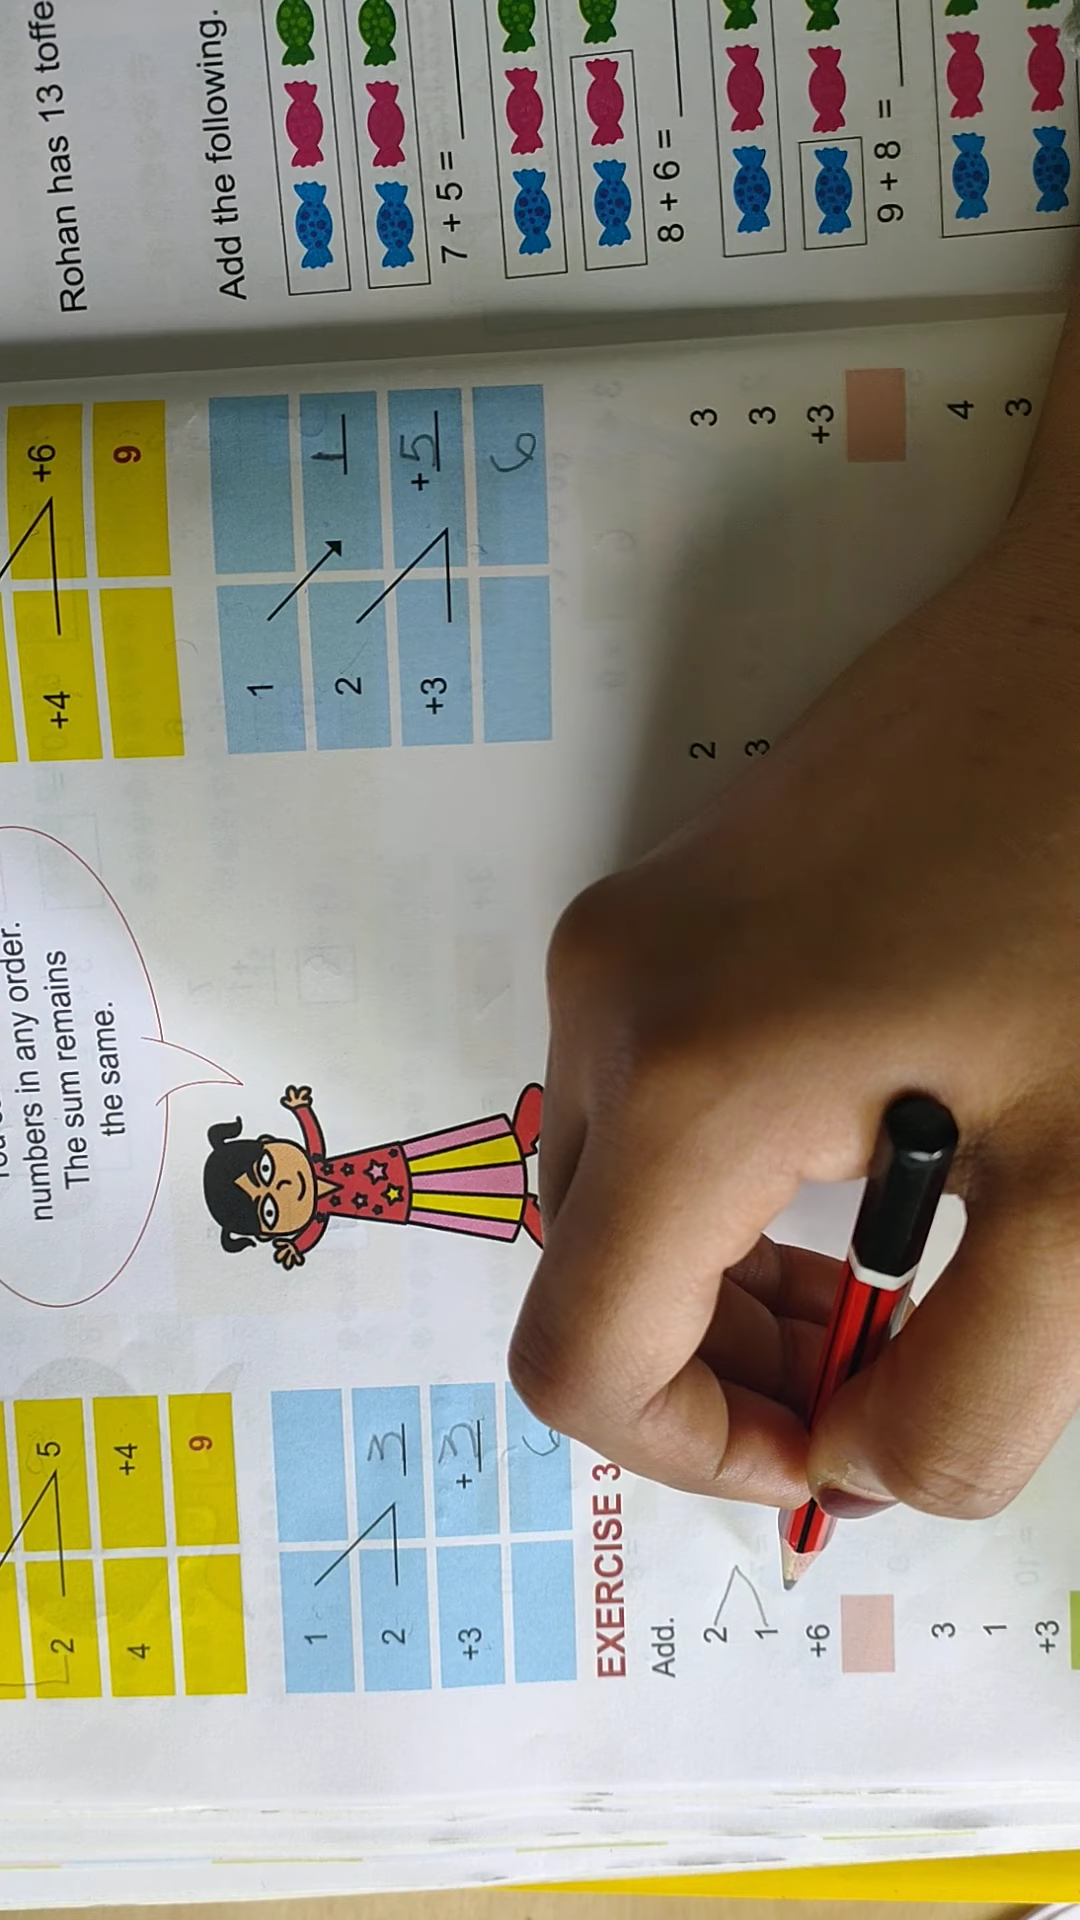 numbers in any order.
The sum remains
the same.
2 5
4 +4
9
+4 +6
9
1
2 3
+3 +3
6
1
2 1
+3 +5
6
EXERCISE 3
Add.
2
1
+6
2
3
3
3
+3
3
1
+3
4
3
Rohan has 13 toffe
Add the following.
7 + 5 =
8 + 6 =
9 + 8 =